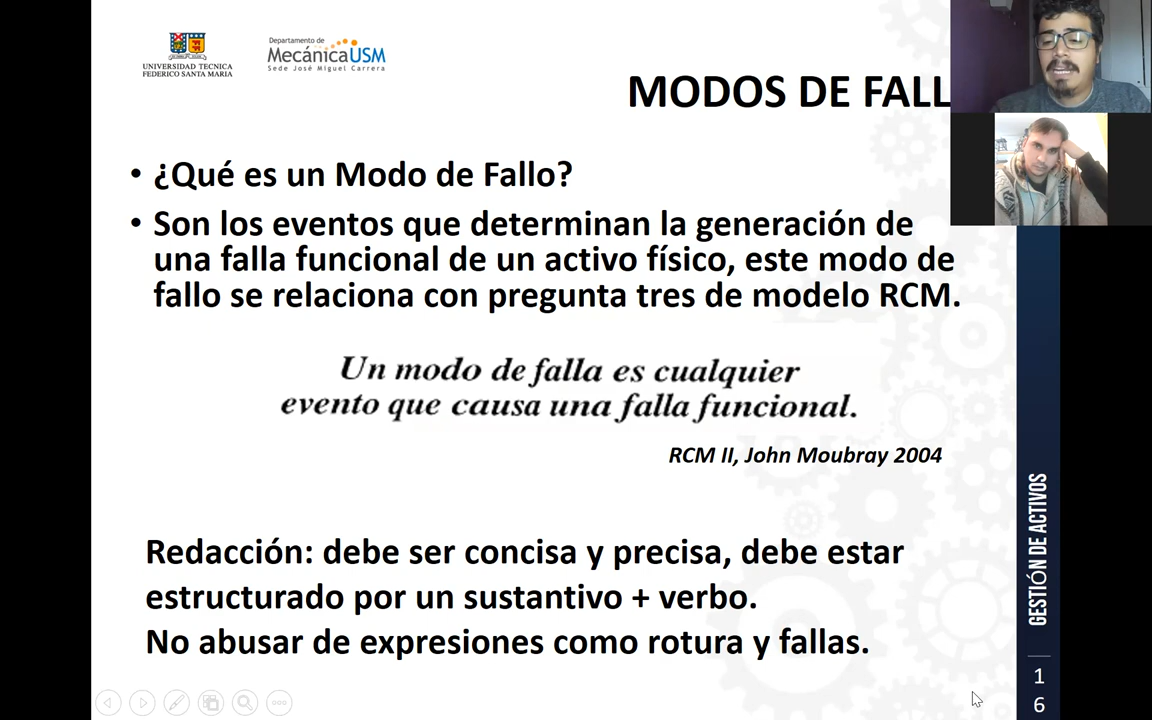 UNIVERSIDAD TECNICA
FEDERICO SANTA MARIA
Departamento de
MecánicaUSM
Sede José Miguel Carrera
MODOS DE FALL
• ¿Qué es un Modo de Fallo?
• Son los eventos que determinan la generación de
una falla funcional de un activo físico, este modo de
fallo se relaciona con pregunta tres de modelo RCM.
Un modo de falla es cualquier
evento que causa una falla funcional.
RCM II, John Moubray 2004
Redacción: debe ser concisa y precisa, debe estar
estructurado por un sustantivo + verbo.
No abusar de expresiones como rotura y fallas.
GESTIÓN DE ACTIVOS
1
6